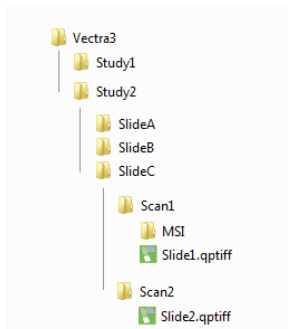 Vectra3
Study1
Study2
SlideA
SlideB
SlideC
Scan1
MSI
Slide1.qptiff
Scan2
Slide2.qptiff